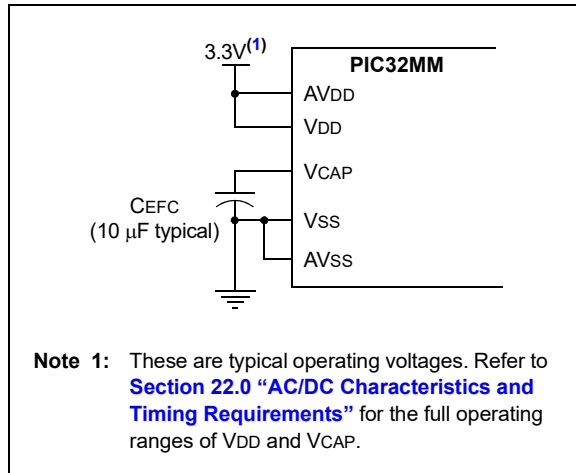 3.3V(1)
PIC32MM
AVDD
VDD
VCAP
CEFC
(10 μF typical)
VSS
AVSS
Note 1: These are typical operating voltages. Refer to
Section 22.0 “AC/DC Characteristics and
Timing Requirements” for the full operating
ranges of VDD and VCAP.